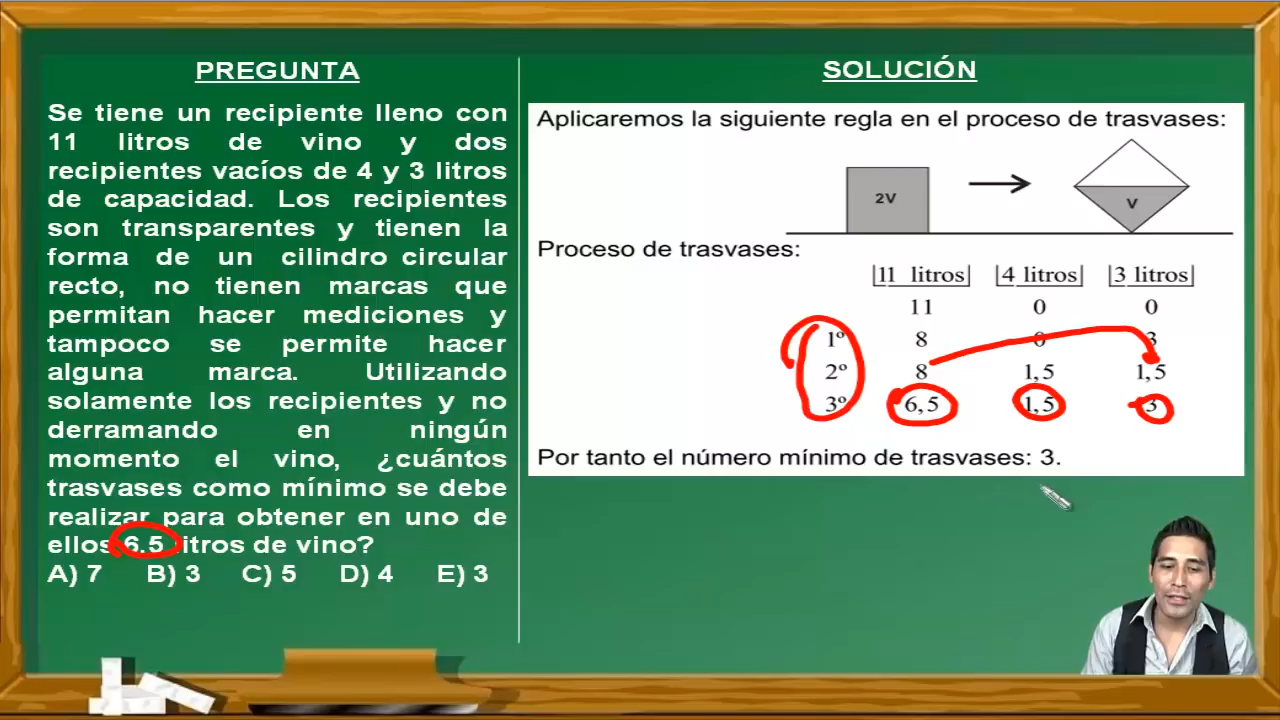 PREGUNTA
Se tiene un recipiente lleno con
11 litros de vino y dos
recipientes vacíos de 4 y 3 litros
de capacidad. Los recipientes
son transparentes y tienen la
forma de un cilindro circular
recto, no tienen marcas que
permitan hacer mediciones y
tampoco se permite hacer
alguna marca. Utilizando
solamente los recipientes y no
derramando en ningún
momento el vino, ¿cuántos
trasvases como mínimo se debe
realizar para obtener en uno de
ellos 6.5 litros de vino?
A) 7 B) 3 C) 5 D) 4 E) 3
SOLUCIÓN
Aplicaremos la siguiente regla en el proceso de trasvases:
2V V
Proceso de trasvases:
11 litros 4 litros 3 litros
11 0 0
1º 8 0 3
2º 8 1,5 1,5
3º 6,5 1,5 3
Por tanto el número mínimo de trasvases: 3.